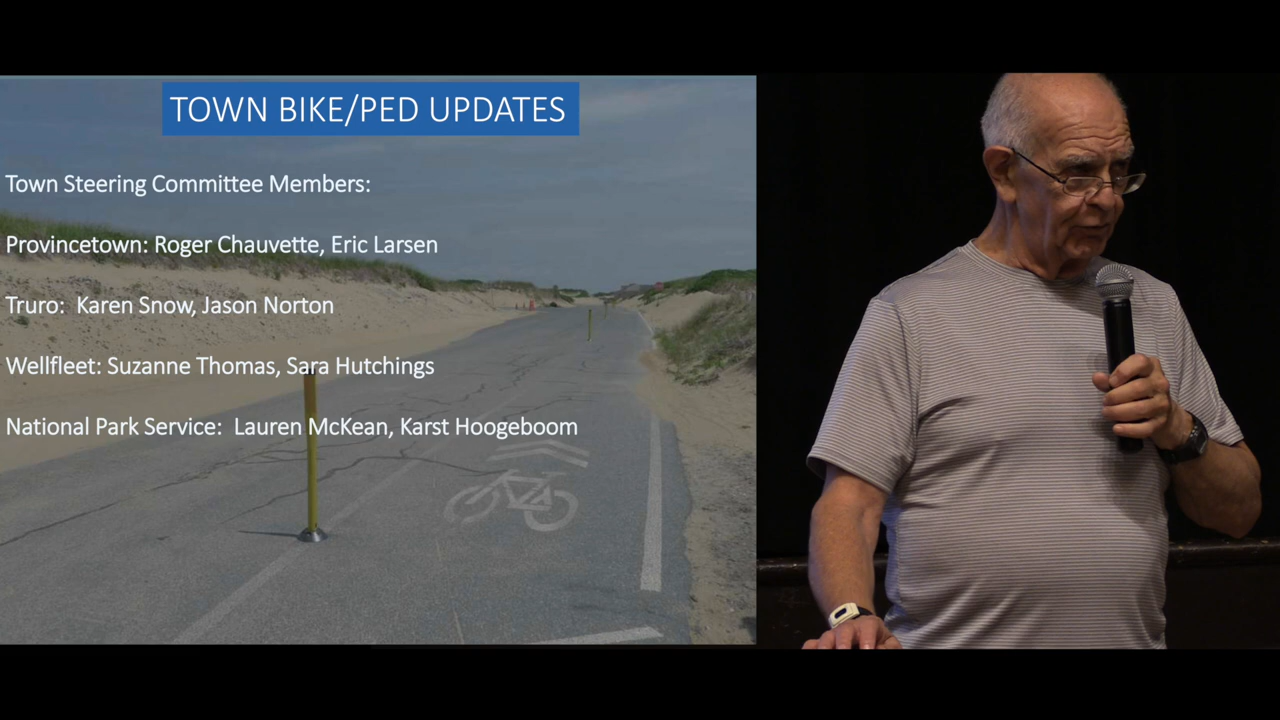 TOWN BIKE/PED UPDATES
Town Steering Committee Members:
Provincetown: Roger Chauvette, Eric Larsen
Truro:  Karen Snow, Jason Norton
Wellfleet: Suzanne Thomas, Sara Hutchings
National Park Service:  Lauren McKean, Karst Hoogeboom